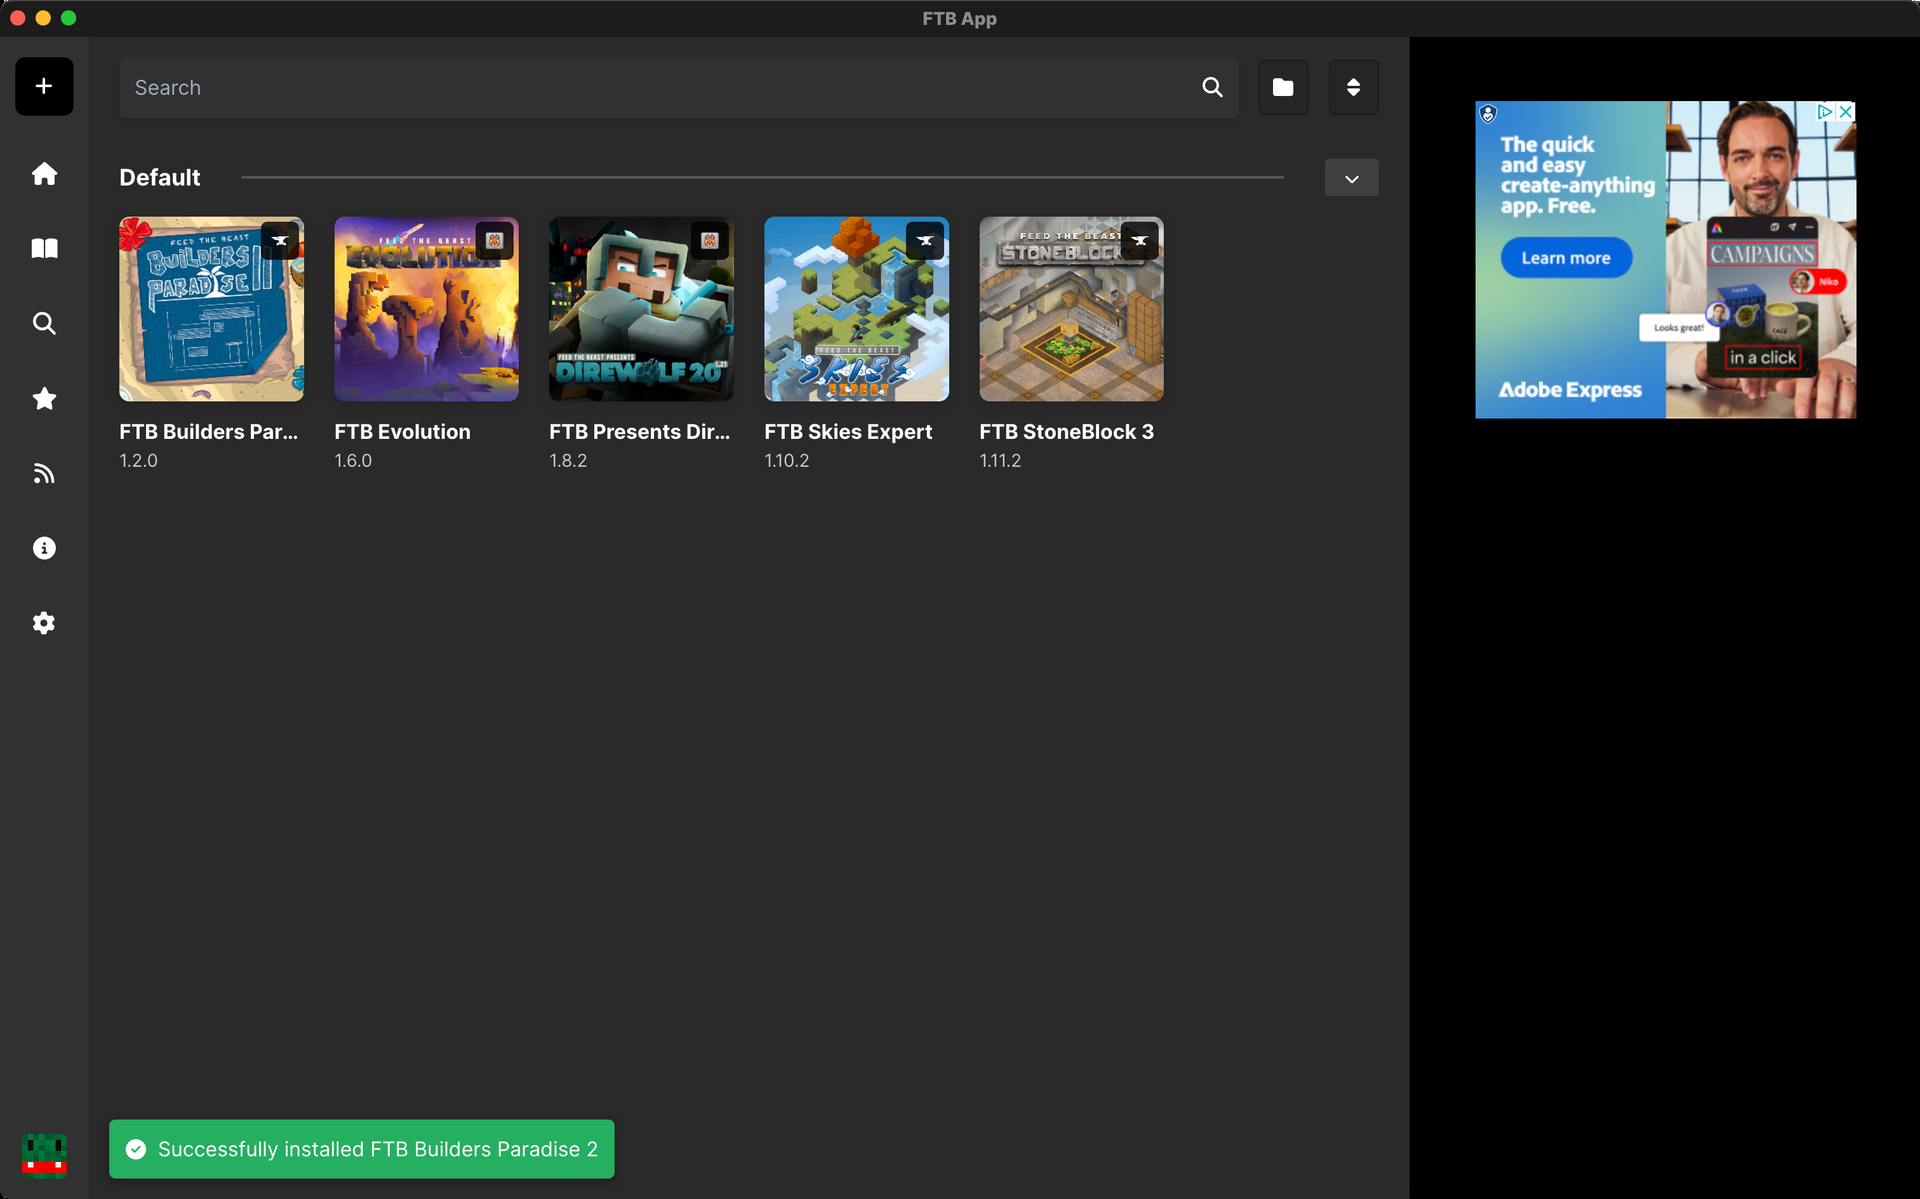 FTB App
Search
Default
FEED THE BEAST
BUILDERS
PARADISE II
FEED THE BEAST
EVOLUTION
FEED THE BEAST PRESENTS
DIREWOLF 20
1.21
FEED THE BEAST
SKIES
EXPERT
FEED THE BEAST
STONEBLOCK
FTB Builders Par...
FTB Evolution
FTB Presents Dir...
FTB Skies Expert
FTB StoneBlock 3
1.2.0
1.6.0
1.8.2
1.10.2
1.11.2
The quick
and easy
create-anything
app. Free.
Learn more
Adobe Express
CAMPAIGNS
Niko
Looks great!
CAFE
in a click
Successfully installed FTB Builders Paradise 2